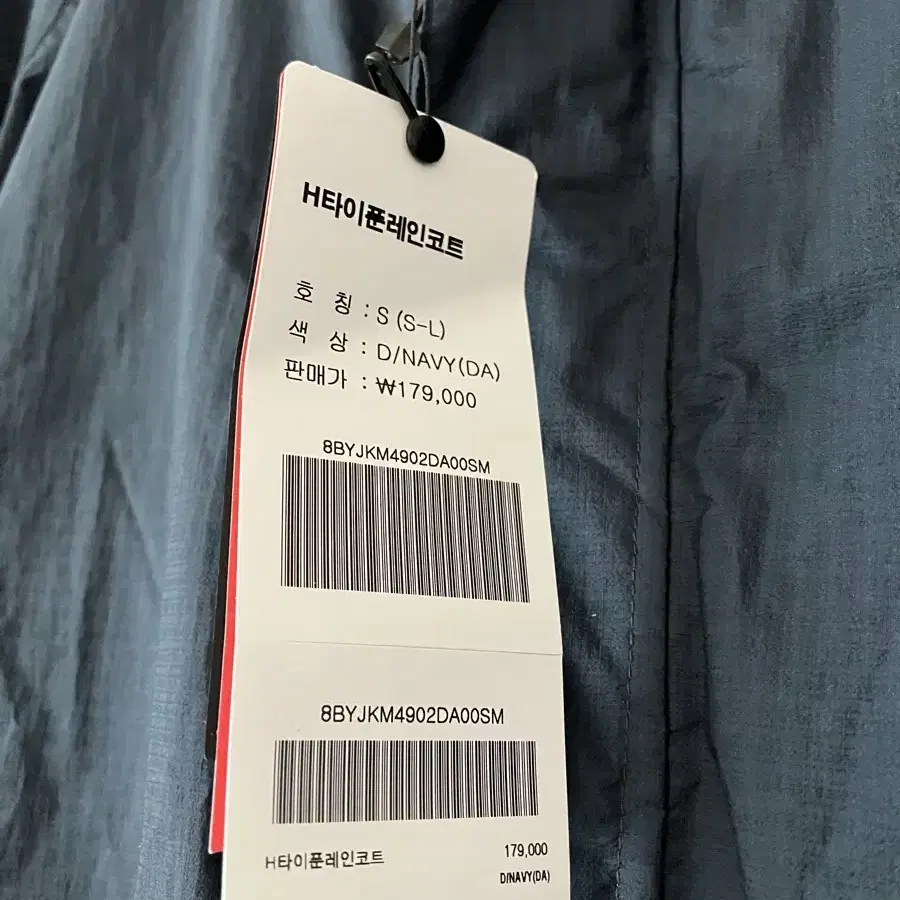 H타이푼레인코트
호 칭 : S (S-L)
색 상 : D/NAVY(DA)
판매가 : ₩179,000
8BYJKM4902DA00SM
8BYJKM4902DA00SM
H타이푼레인코트 179,000
D/NAVY(DA)